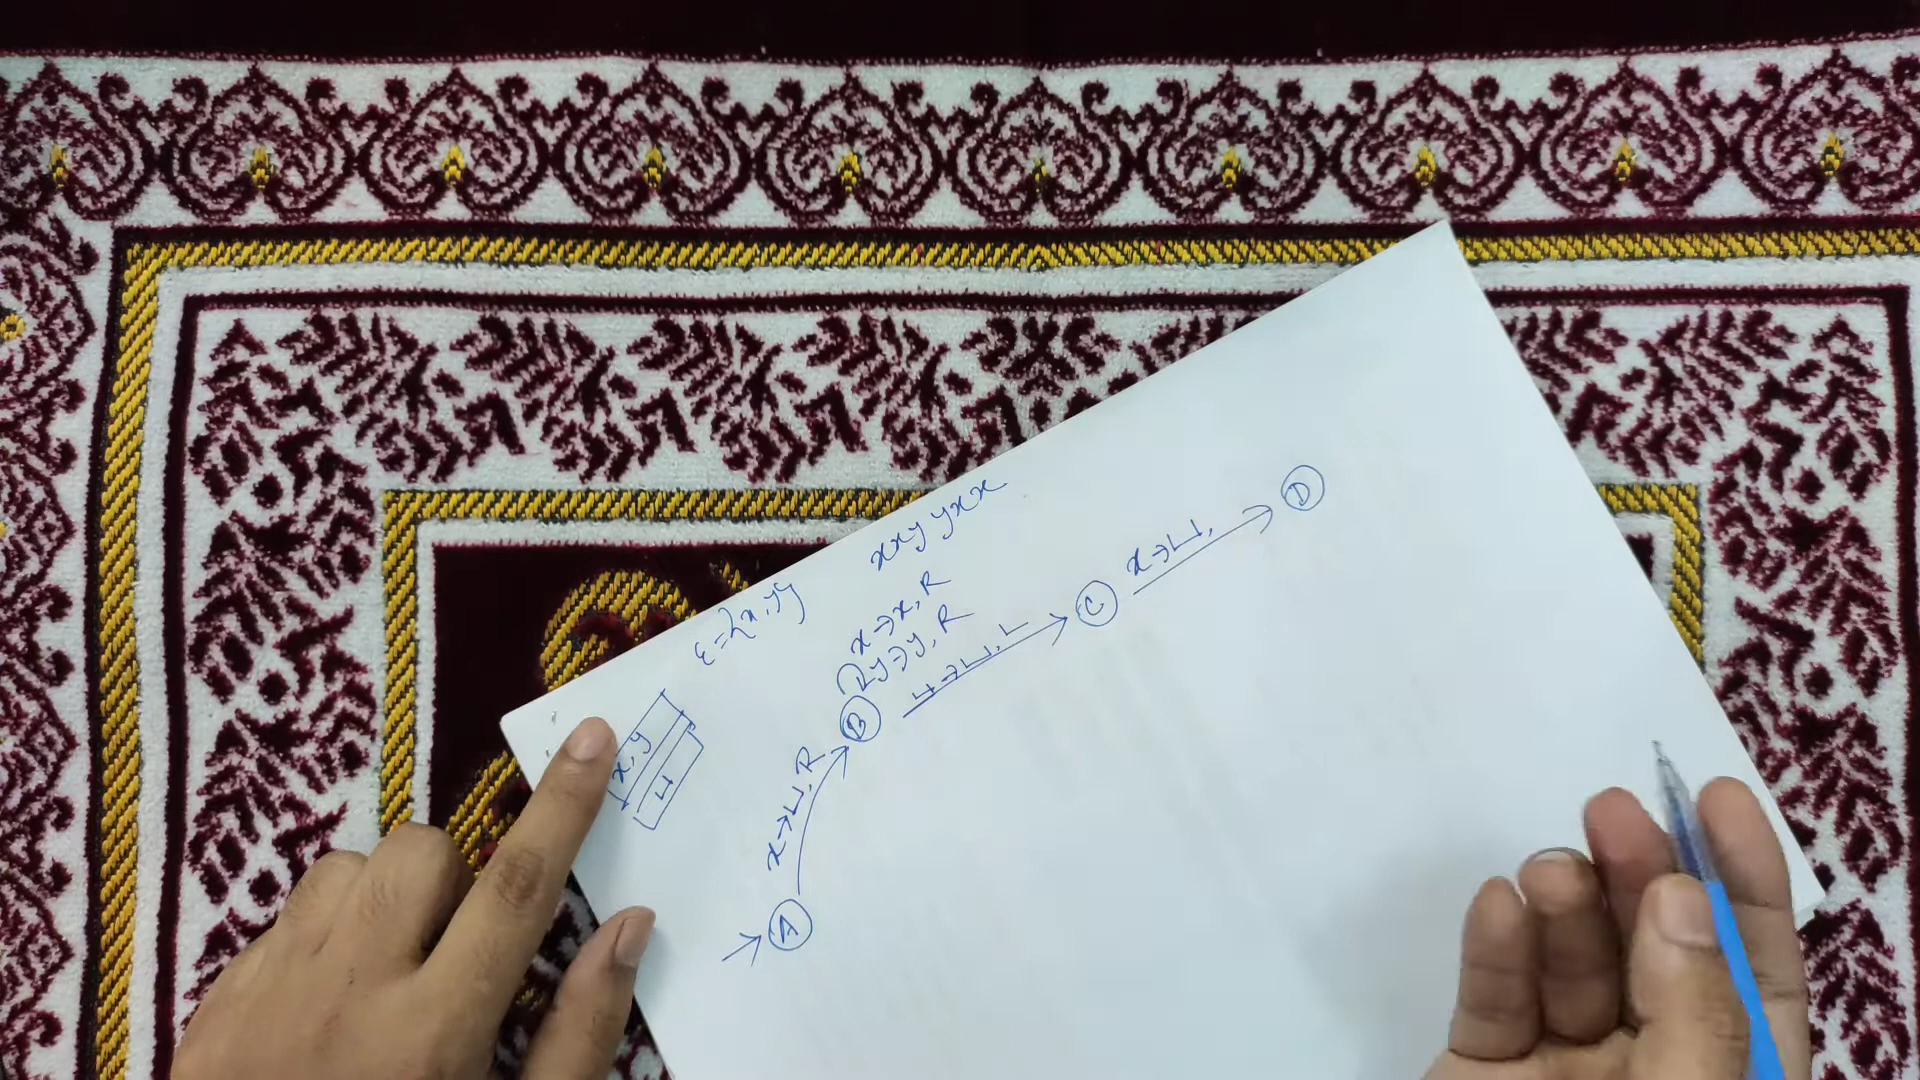 ε={x,y}
xxyyxx
x,y
⊔
x→x,R
y→y,R
x→⊔,R
⊔→⊔,L
x→⊔,
A
B
C
D